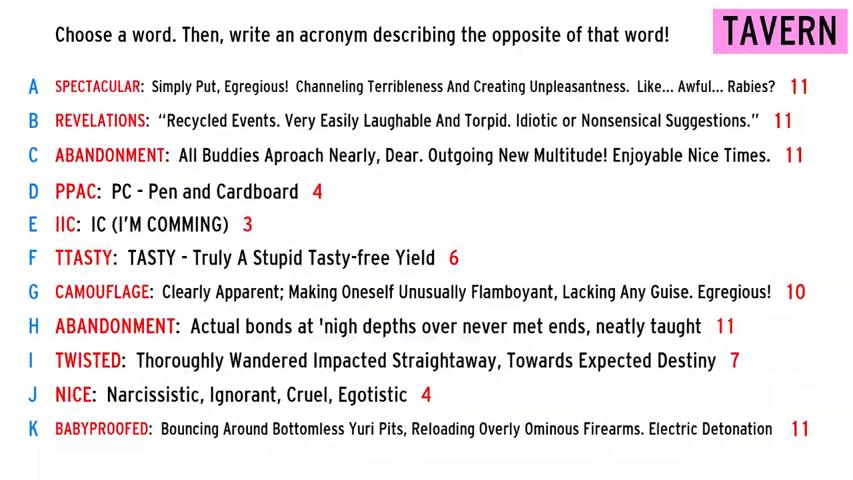 Choose a word. Then, write an acronym describing the opposite of that word!
TAVERN
A SPECTACULAR: Simply Put, Egregious! Channeling Terribleness And Creating Unpleasantness. Like... Awful... Rabies? 11
B REVELATIONS: “Recycled Events. Very Easily Laughable And Torpid. Idiotic or Nonsensical Suggestions.” 11
C ABANDONMENT: All Buddies Aproach Nearly, Dear. Outgoing New Multitude! Enjoyable Nice Times. 11
D PPAC: PC - Pen and Cardboard 4
E IIC: IC (I'M COMMING) 3
F TTASTY: TASTY - Truly A Stupid Tasty-free Yield 6
G CAMOUFLAGE: Clearly Apparent; Making Oneself Unusually Flamboyant, Lacking Any Guise. Egregious! 10
H ABANDONMENT: Actual bonds at 'nigh depths over never met ends, neatly taught 11
I TWISTED: Thoroughly Wandered Impacted Straightaway, Towards Expected Destiny 7
J NICE: Narcissistic, Ignorant, Cruel, Egotistic 4
K BABYPROOFED: Bouncing Around Bottomless Yuri Pits, Reloading Overly Ominous Firearms. Electric Detonation 11